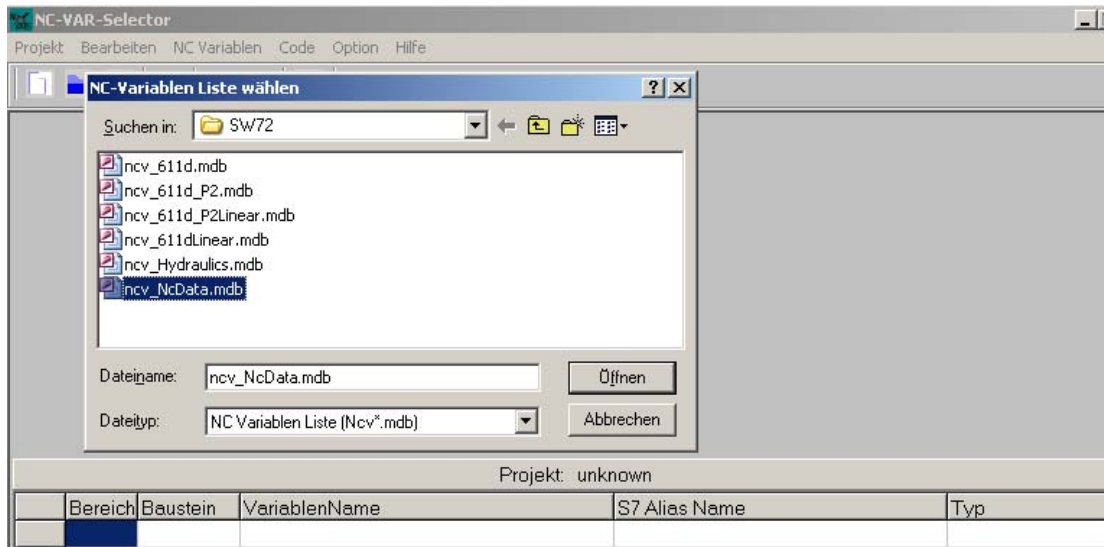 NC-VAR-Selector
Projekt Bearbeiten NC Variablen Code Option Hilfe
NC-Variablen Liste wählen
Suchen in: SW72
ncv_611d.mdb
ncv_611d_P2.mdb
ncv_611d_P2Linear.mdb
ncv_611dLinear.mdb
ncv_Hydraulics.mdb
ncv_NcData.mdb
Dateiname: ncv_NcData.mdb Öffnen
Dateityp: NC Variablen Liste (Ncv*.mdb) Abbrechen
Projekt: unknown
Bereich Baustein VariablenName S7 Alias Name Typ